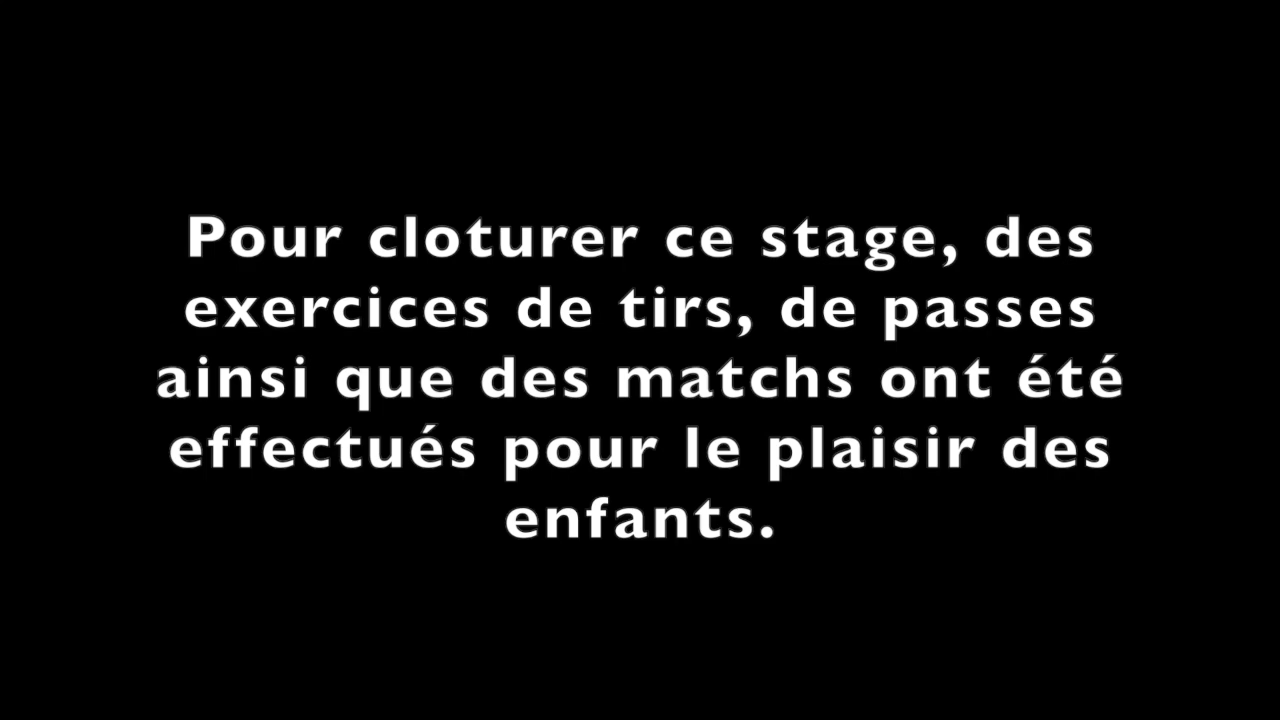 Pour cloturer ce stage, des
exercices de tirs, de passes
ainsi que des matchs ont été
effectués pour le plaisir des
enfants.